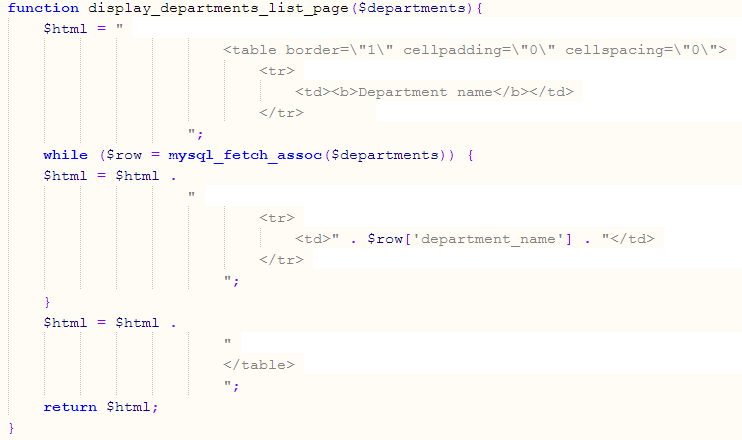 function display_departments_list_page($departments){
$html = "
<table border=\"1\" cellpadding=\"0\" cellspacing=\"0\">
<tr>
<td><b>Department name</b></td>
</tr>
";
while ($row = mysql_fetch_assoc($departments)) {
$html = $html .
"
<tr>
<td>" . $row['department_name'] . "</td>
</tr>
";
}
$html = $html .
"
</table>
";
return $html;
}